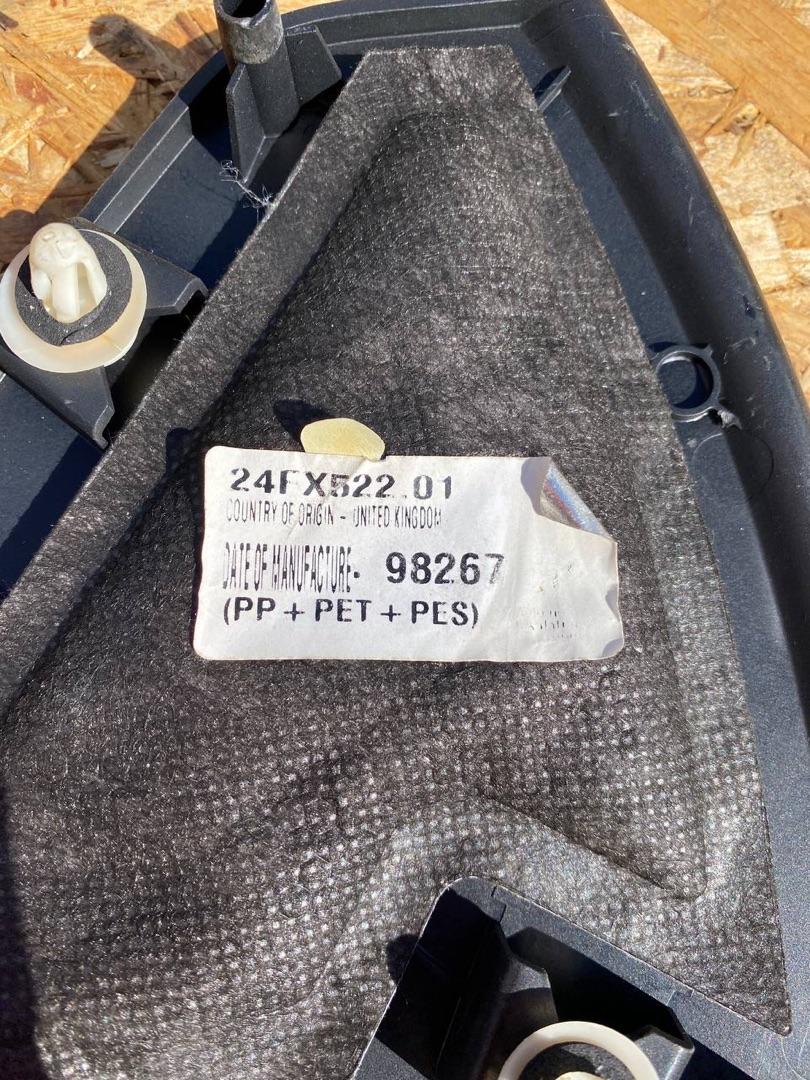 24FX522.01
COUNTRY OF ORIGIN - UNITED KINGDOM
DATE OF MANUFACTURE- 98267
(PP + PET + PES)